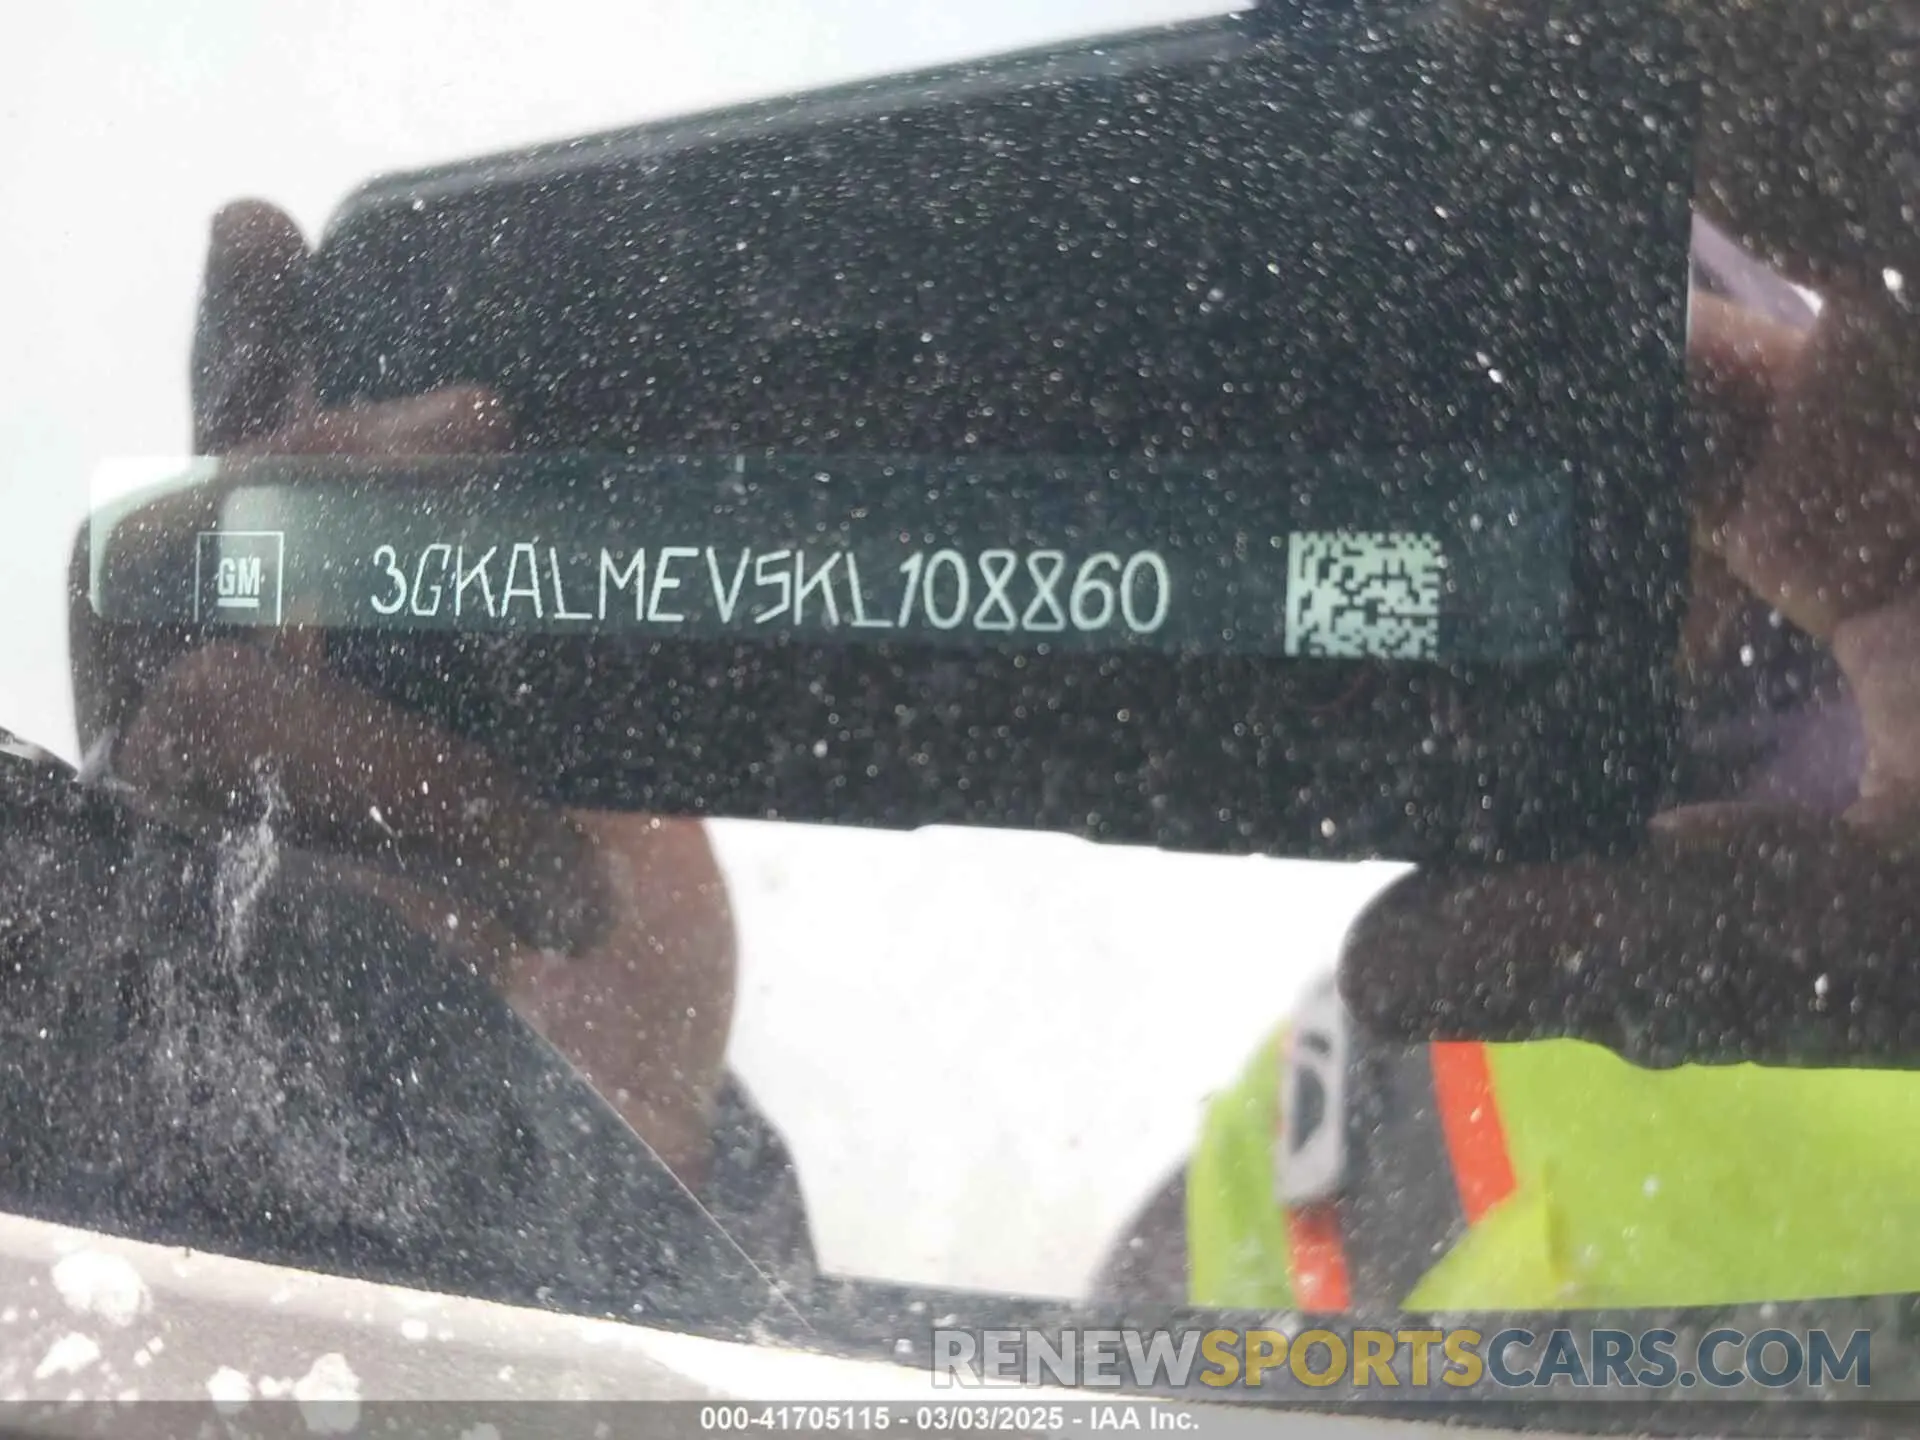 GM 3GKALMEV5KL108860
RENEWSPORTSCARS.COM
000-41705115 - 03/03/2025 - IAA Inc.